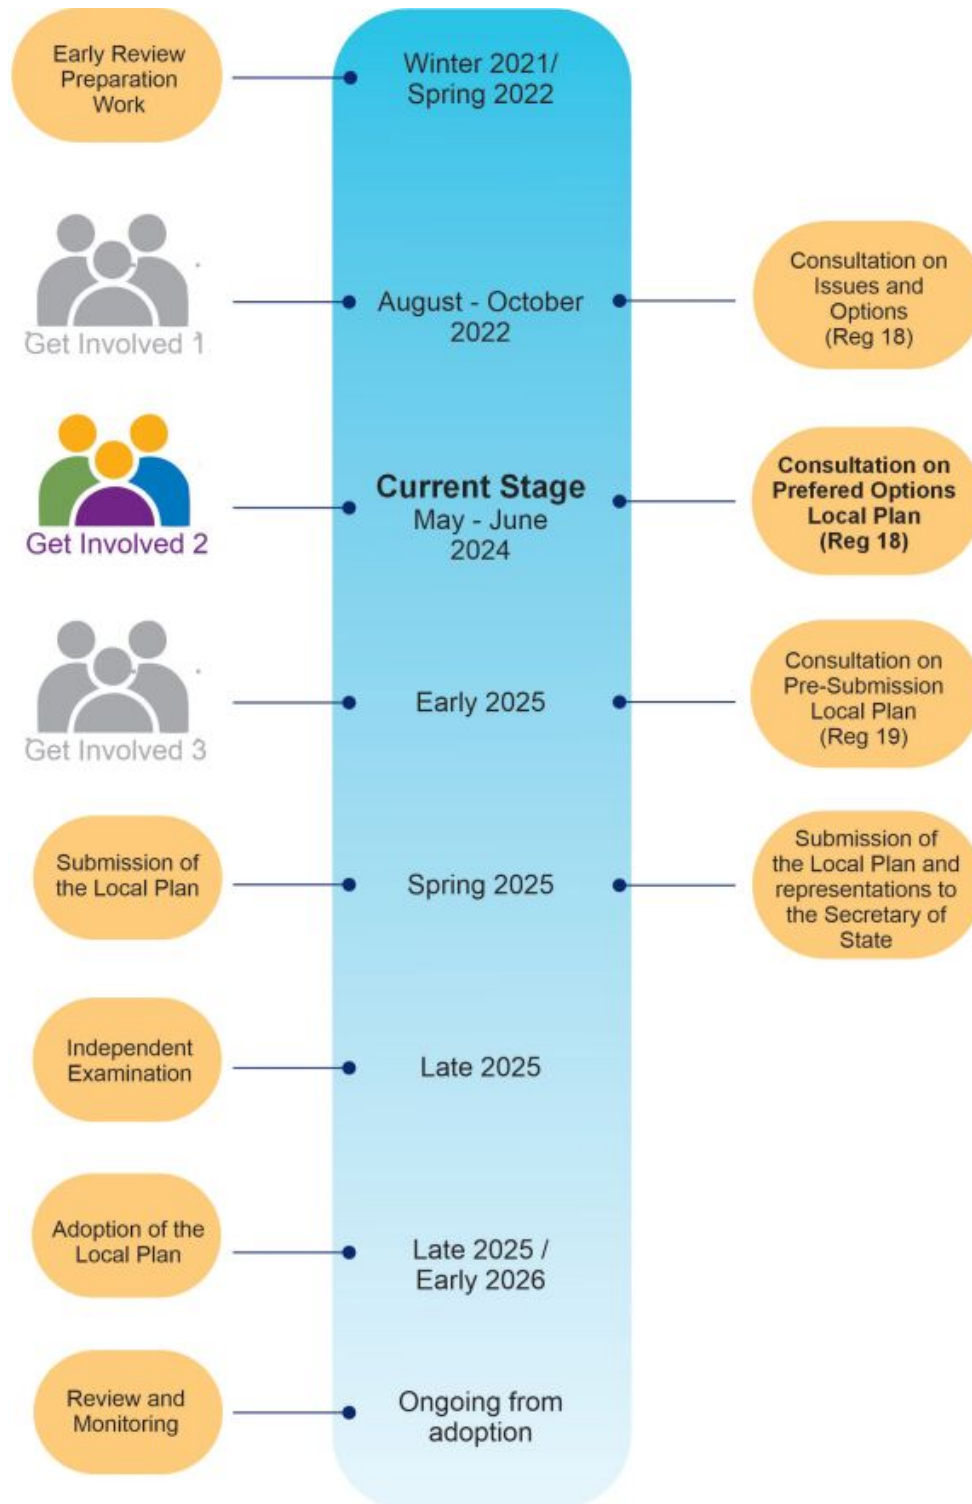 Early Review
Preparation
Work
Winter 2021/
Spring 2022
Get Involved 1
August - October
2022
Consultation on
Issues and
Options
(Reg 18)
Get Involved 2
Current Stage
May - June
2024
Consultation on
Prefered Options
Local Plan
(Reg 18)
Get Involved 3
Early 2025
Consultation on
Pre-Submission
Local Plan
(Reg 19)
Submission of
the Local Plan
Spring 2025
Submission of
the Local Plan and
representations to
the Secretary of
State
Independent
Examination
Late 2025
Adoption of the
Local Plan
Late 2025 /
Early 2026
Review and
Monitoring
Ongoing from
adoption